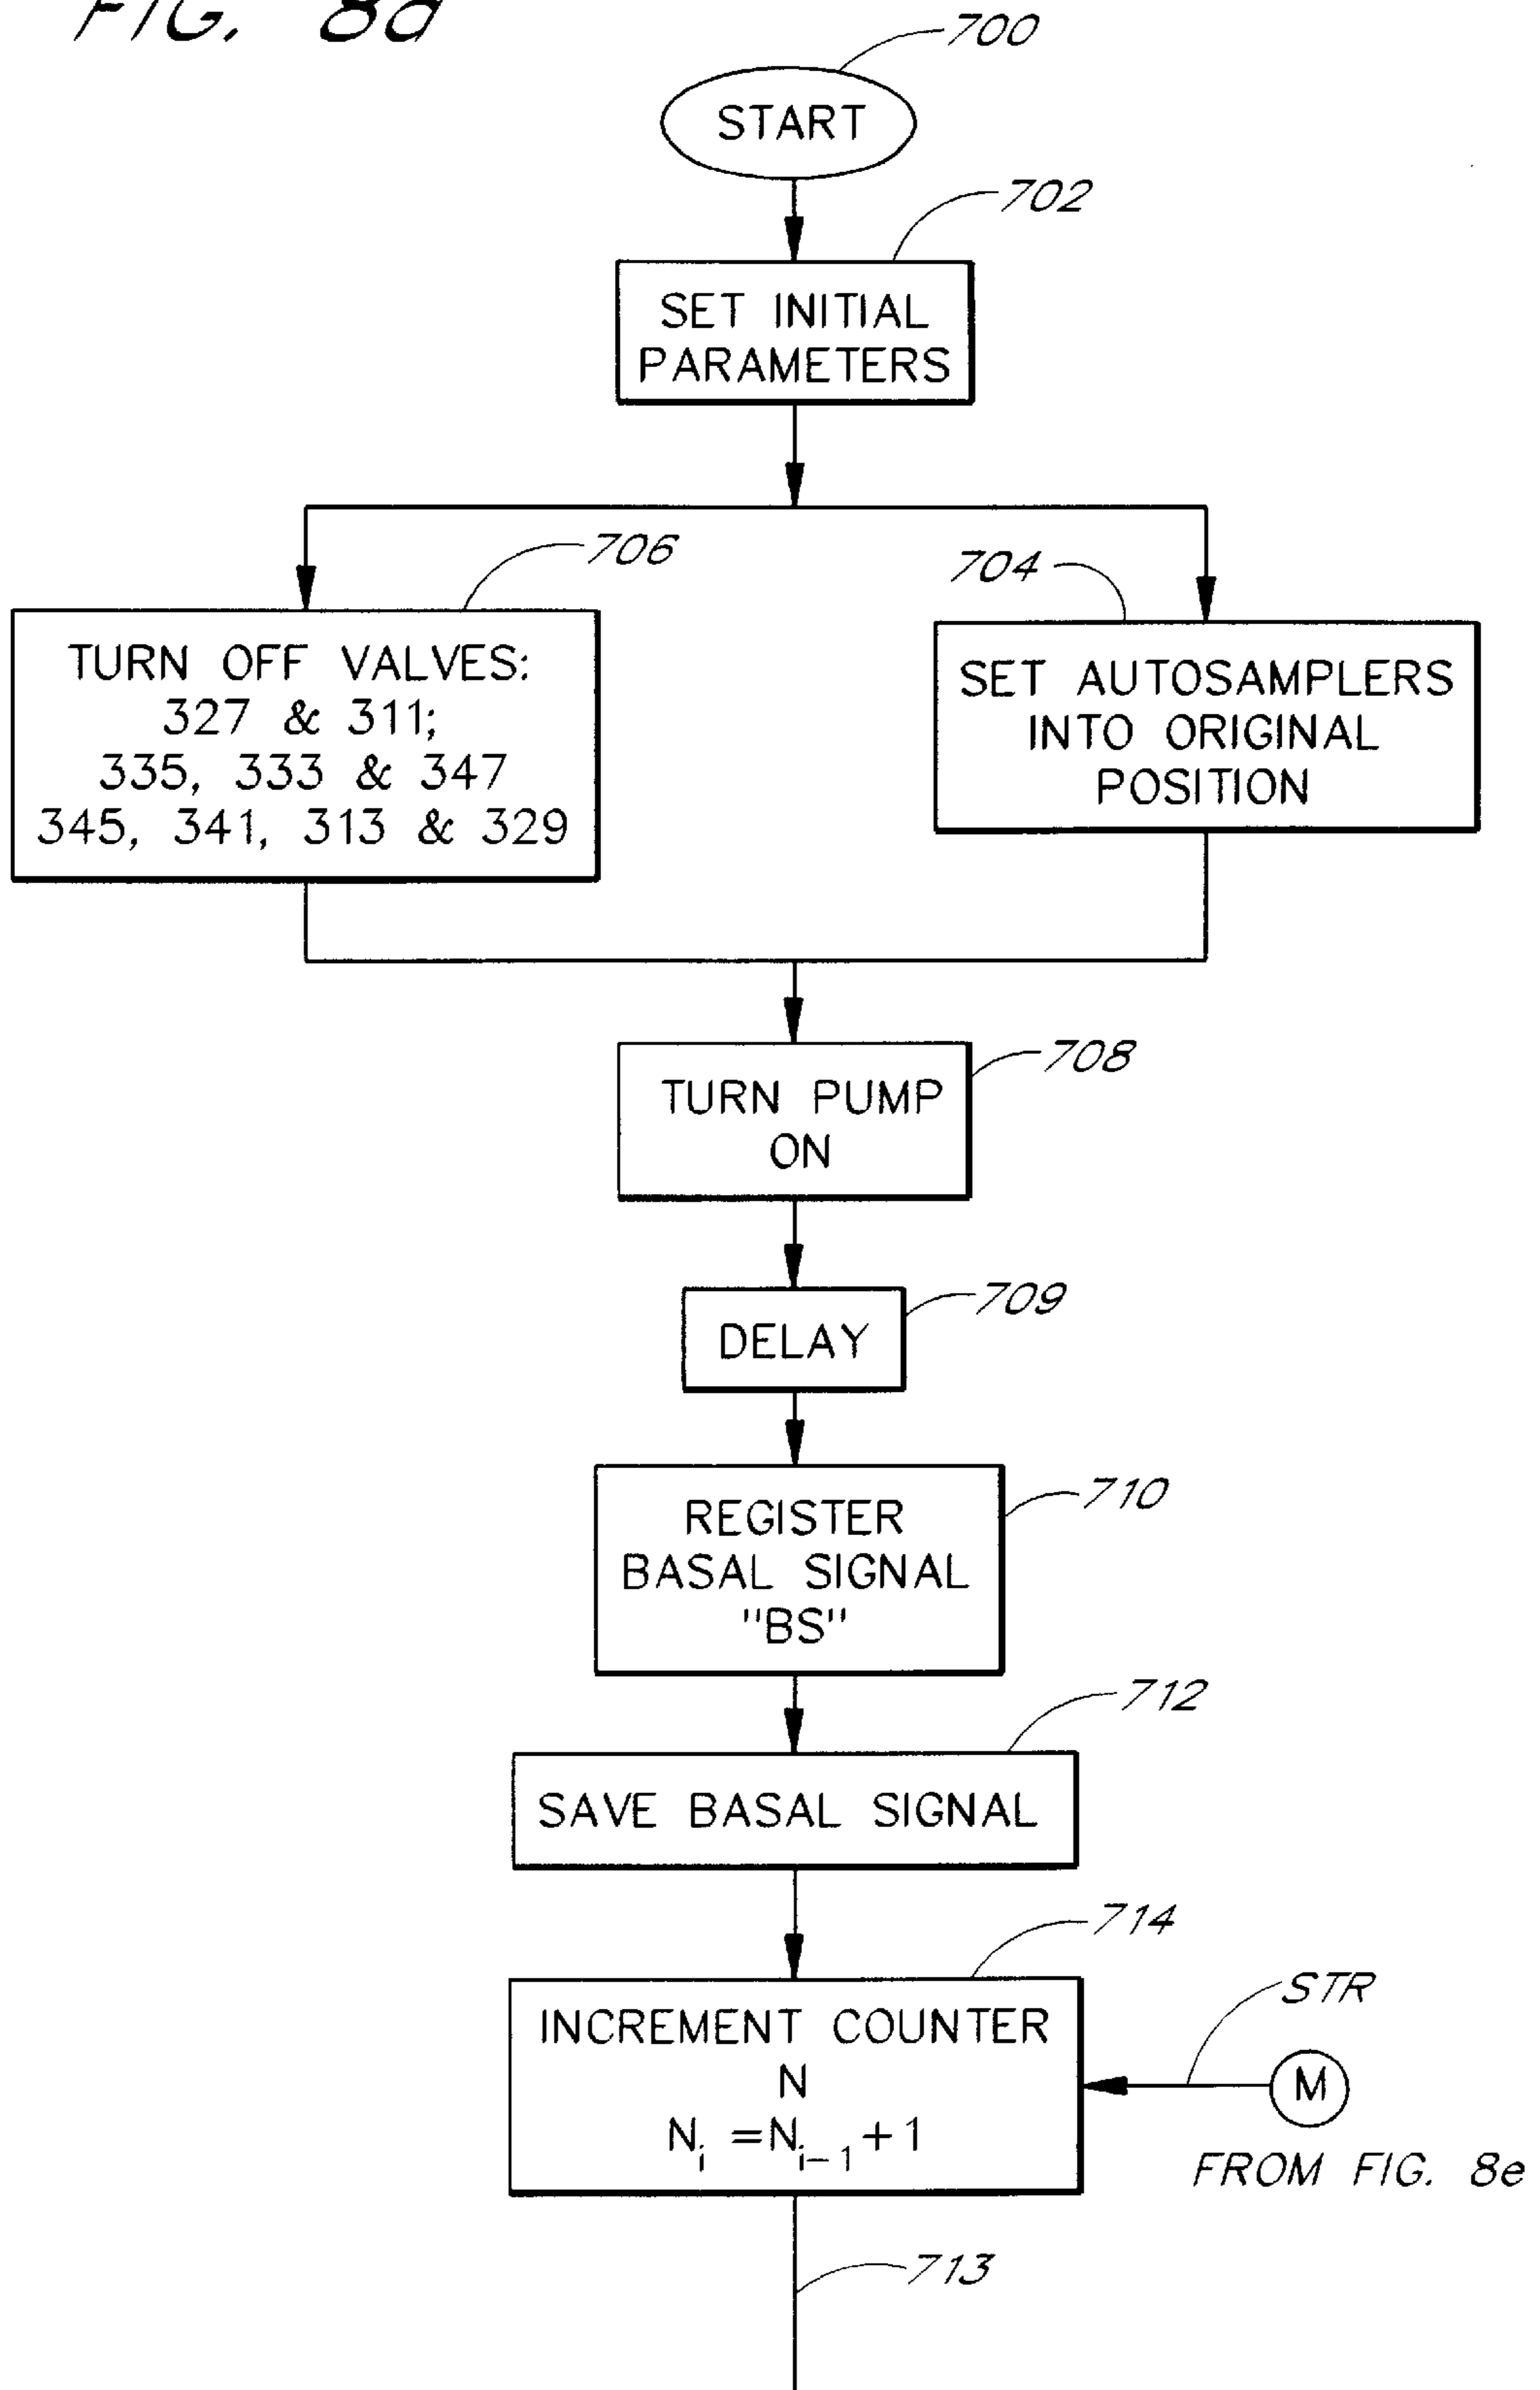 FIG. 8a
700
START
702
SET INITIAL
PARAMETERS
706
704
TURN OFF VALVES:
327 & 311;
335, 333 & 347
345, 341, 313 & 329
SET AUTOSAMPLERS
INTO ORIGINAL
POSITION
708
TURN PUMP
ON
709
DELAY
710
REGISTER
BASAL SIGNAL
"BS"
712
SAVE BASAL SIGNAL
714
INCREMENT COUNTER
N
Ni = Ni-1 + 1
STR
M
FROM FIG. 8e
713